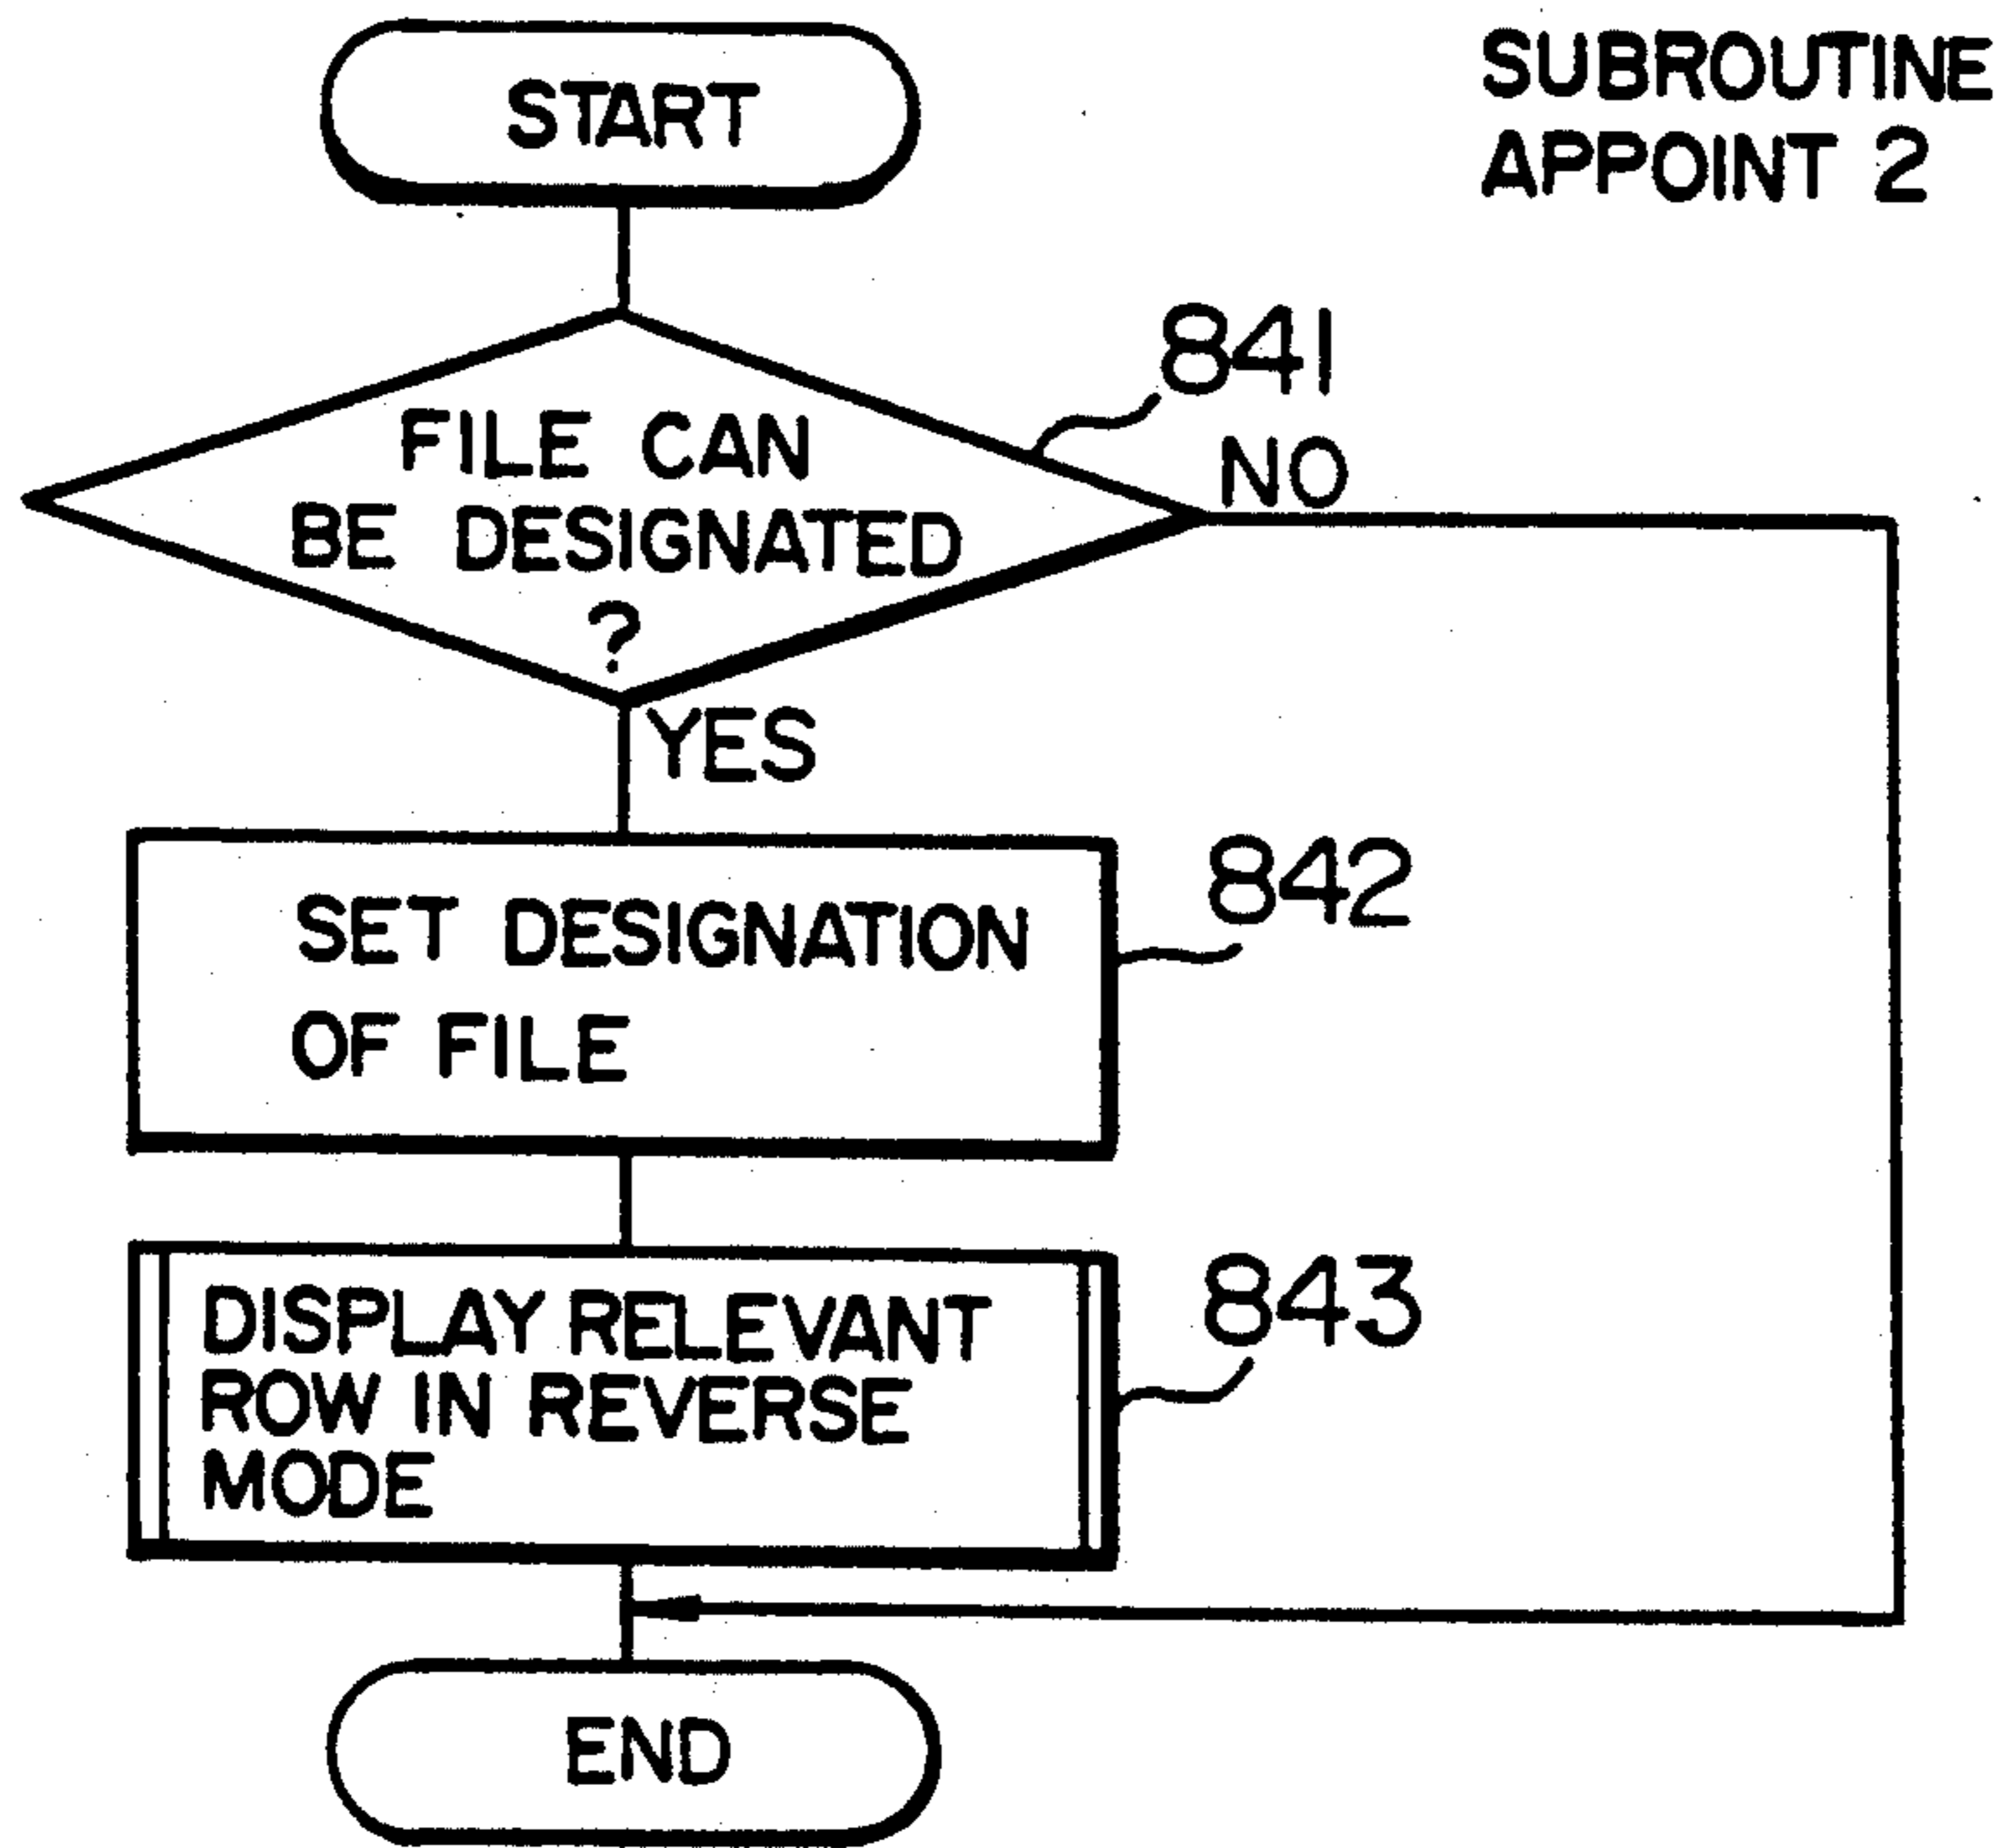 SUBROUTINE
APPOINT 2
START
841
FILE CAN
BE DESIGNATED
?
NO
YES
842
SET DESIGNATION
OF FILE
843
DISPLAY RELEVANT
ROW IN REVERSE
MODE
END